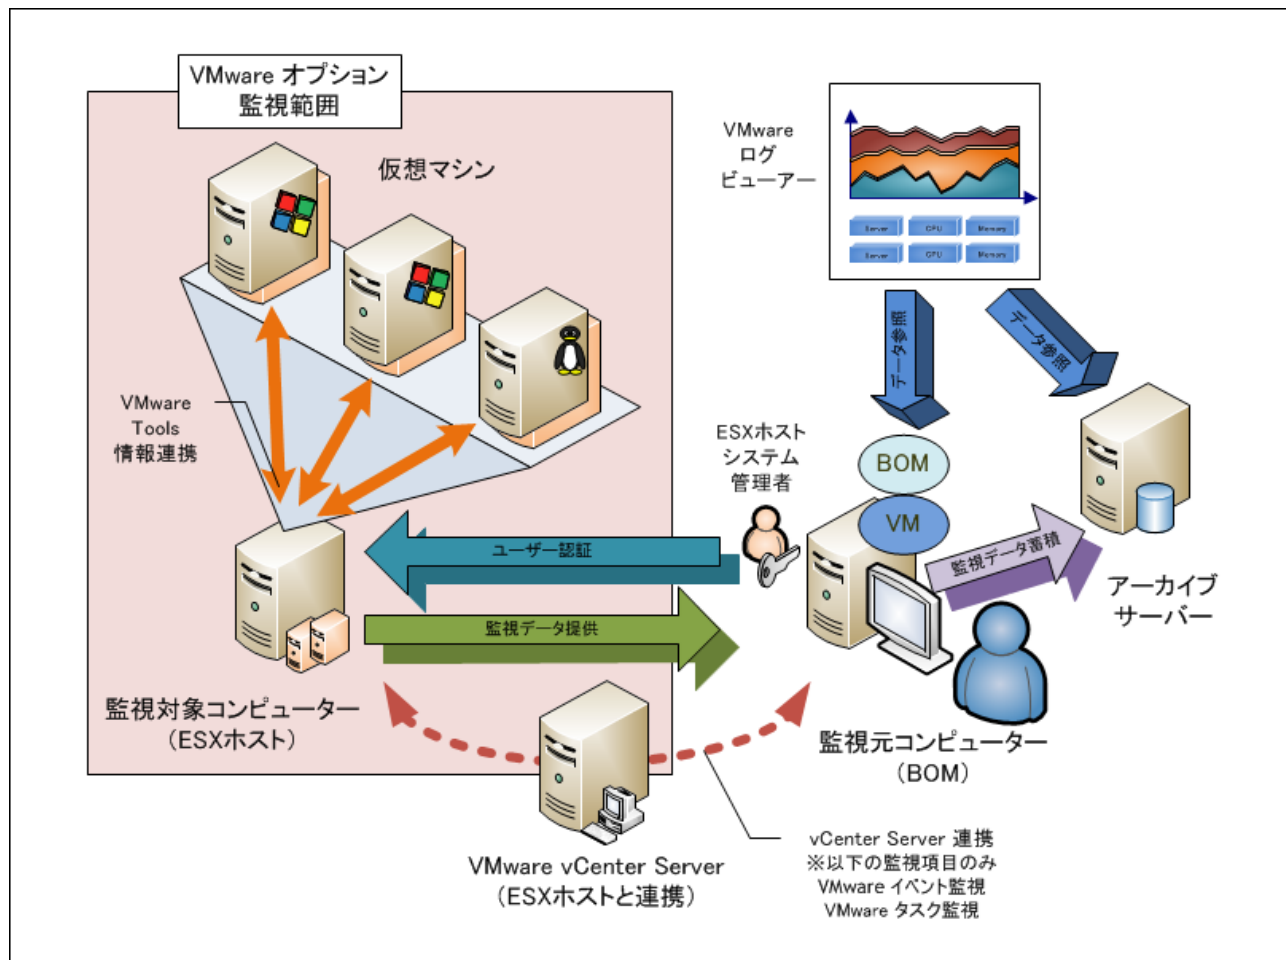 VMware オプション
監視範囲
仮想マシン
VMware
ログ
ビューアー
Server
CPU
Memory
Server
CPU
Memory
データ参照
データ参照
VMware
Tools
情報連携
ESXホスト
システム
管理者
BOM
VM
ユーザー認証
監視データ蓄積
監視データ提供
アーカイブ
サーバー
監視対象コンピューター
(ESXホスト)
監視元コンピューター
(BOM)
VMware vCenter Server
(ESXホストと連携)
vCenter Server 連携
※以下の監視項目のみ
VMware イベント監視
VMware タスク監視